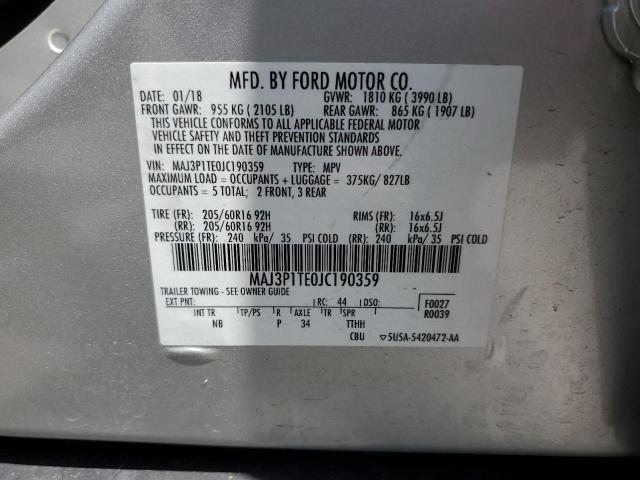 MFD. BY FORD MOTOR CO.
DATE: 01/18 GVWR: 1810 KG ( 3990 LB)
FRONT GAWR: 955 KG ( 2105 LB) REAR GAWR: 865 KG ( 1907 LB)
THIS VEHICLE CONFORMS TO ALL APPLICABLE FEDERAL MOTOR
VEHICLE SAFETY AND THEFT PREVENTION STANDARDS
IN EFFECT ON THE DATE OF MANUFACTURE SHOWN ABOVE.
VIN: MAJ3P1TE0JC190359 TYPE: MPV
MAXIMUM LOAD = OCCUPANTS + LUGGAGE = 375KG/ 827LB
OCCUPANTS = 5 TOTAL; 2 FRONT, 3 REAR
TIRE (FR): 205/60R16 92H RIMS (FR): 16x6.5J
(RR): 205/60R16 92H (RR): 16x6.5J
PRESSURE (FR): 240 kPa/ 35 PSI COLD (RR): 240 kPa/ 35 PSI COLD
MAJ3P1TE0JC190359
TRAILER TOWING - SEE OWNER GUIDE
EXT PNT: RC: 44 DSO: F0027
R0039
INT TR TP/PS R AXLE TR SPR
NB P 34 TTHH
CBU 5U5A-5420472-AA